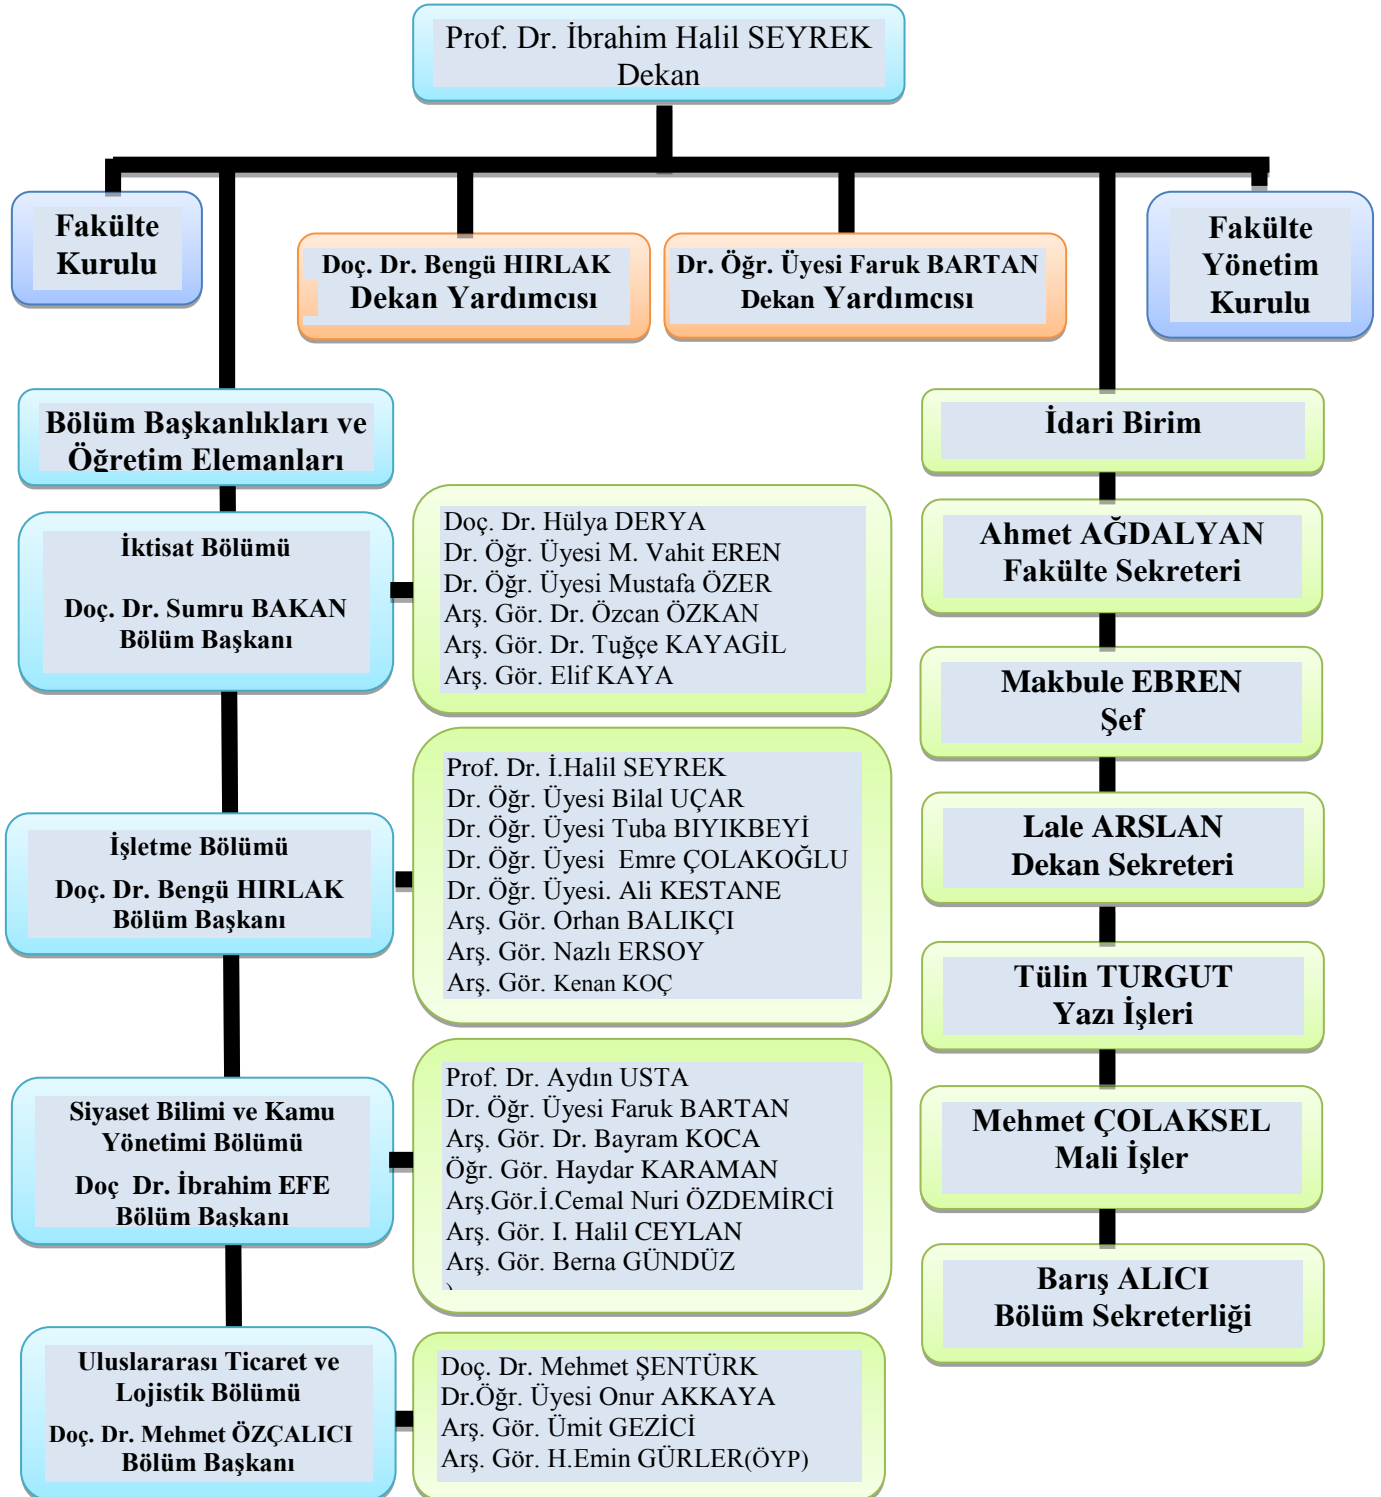 Prof. Dr. İbrahim Halil SEYREK
Dekan
Fakülte
Kurulu
Doç. Dr. Bengü HIRLAK
Dekan Yardımcısı
Dr. Öğr. Üyesi Faruk BARTAN
Dekan Yardımcısı
Fakülte
Yönetim
Kurulu
Bölüm Başkanlıkları ve
Öğretim Elemanları
İktisat Bölümü
Doç. Dr. Sumru BAKAN
Bölüm Başkanı
Doç. Dr. Hülya DERYA
Dr. Öğr. Üyesi M. Vahit EREN
Dr. Öğr. Üyesi Mustafa ÖZER
Arş. Gör. Dr. Özcan ÖZKAN
Arş. Gör. Dr. Tuğçe KAYAGİL
Arş. Gör. Elif KAYA
İşletme Bölümü
Doç. Dr. Bengü HIRLAK
Bölüm Başkanı
Prof. Dr. İ.Halil SEYREK
Dr. Öğr. Üyesi Bilal UÇAR
Dr. Öğr. Üyesi Tuba BIYIKBEYİ
Dr. Öğr. Üyesi  Emre ÇOLAKOĞLU
Dr. Öğr. Üyesi. Ali KESTANE
Arş. Gör. Orhan BALIKÇI
Arş. Gör. Nazlı ERSOY
Arş. Gör. Kenan KOÇ
Siyaset Bilimi ve Kamu
Yönetimi Bölümü
Doç  Dr. İbrahim EFE
Bölüm Başkanı
Prof. Dr. Aydın USTA
Dr. Öğr. Üyesi Faruk BARTAN
Arş. Gör. Dr. Bayram KOCA
Öğr. Gör. Haydar KARAMAN
Arş.Gör.İ.Cemal Nuri ÖZDEMİRCİ
Arş. Gör. I. Halil CEYLAN
Arş. Gör. Berna GÜNDÜZ
)
Uluslararası Ticaret ve
Lojistik Bölümü
Doç. Dr. Mehmet ÖZÇALICI
Bölüm Başkanı
Doç. Dr. Mehmet ŞENTÜRK
Dr.Öğr. Üyesi Onur AKKAYA
Arş. Gör. Ümit GEZİCİ
Arş. Gör. H.Emin GÜRLER(ÖYP)
İdari Birim
Ahmet AĞDALYAN
Fakülte Sekreteri
Makbule EBREN
Şef
Lale ARSLAN
Dekan Sekreteri
Tülin TURGUT
Yazı İşleri
Mehmet ÇOLAKSEL
Mali İşler
Barış ALICI
Bölüm Sekreterliği